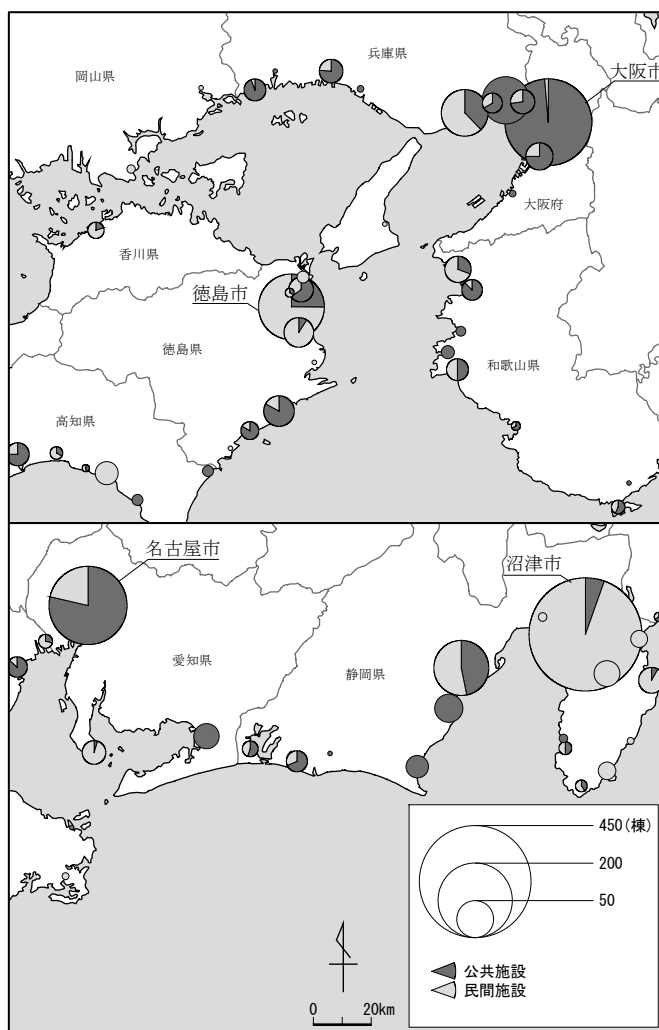 兵庫県
岡山県
大阪市
大阪府
香川県
徳島市
徳島県
和歌山県
高知県
名古屋市
沼津市
愛知県
静岡県
450(棟)
200
50
公共施設
民間施設
0 20km